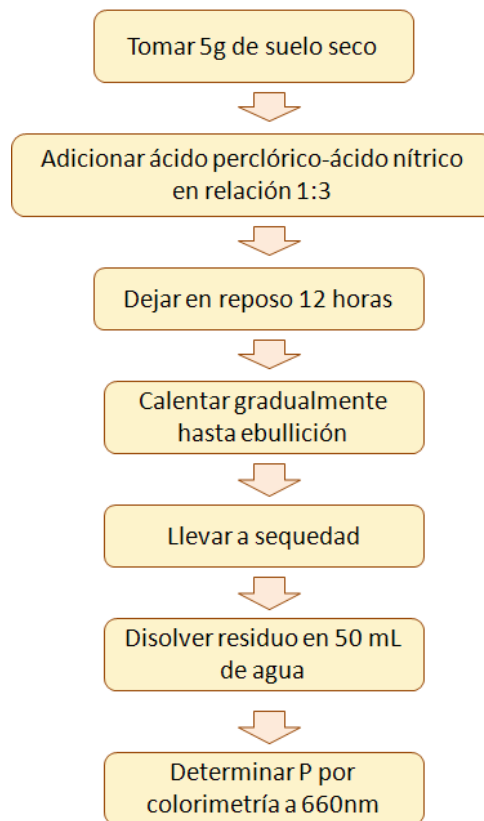 Tomar 5g de suelo seco
Adicionar ácido perclórico-ácido nítrico
en relación 1:3
Dejar en reposo 12 horas
Calentar gradualmente
hasta ebullición
Llevar a sequedad
Disolver residuo en 50 mL
de agua
Determinar P por
colorimetría a 660nm